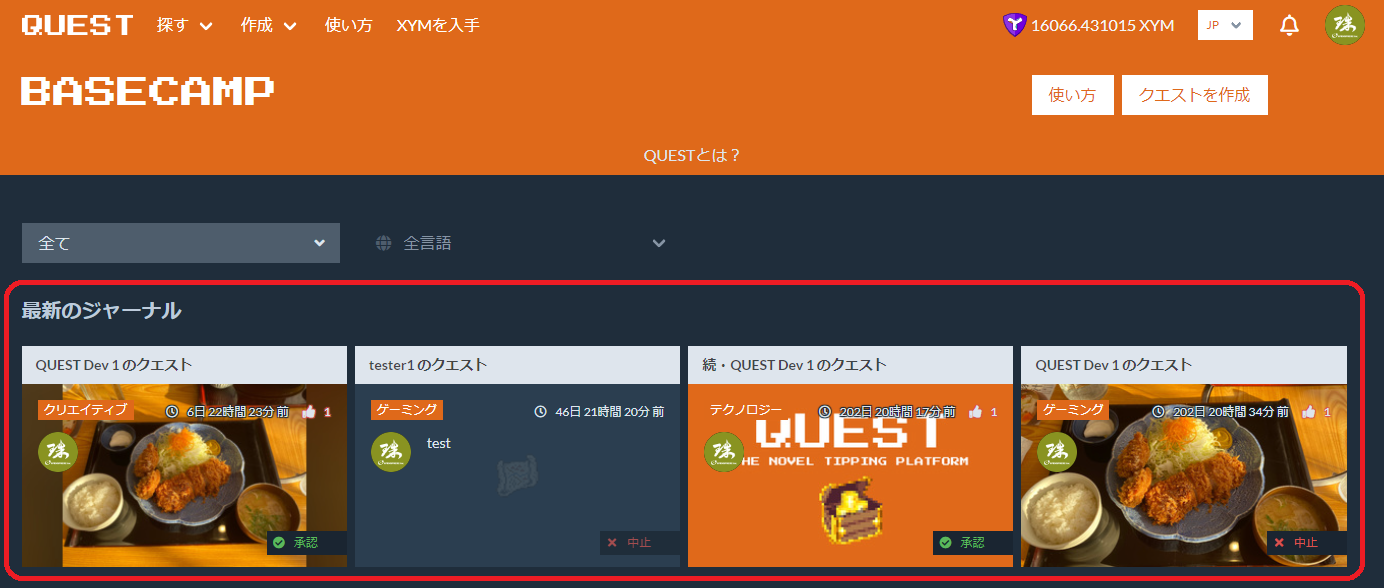 QUEST 探す 作成 使い方 XYMを入手 16066.431015 XYM JP
BASECAMP 使い方 クエストを作成
QUESTとは？
全て 全言語
最新のジャーナル
QUEST Dev 1 のクエスト
クリエイティブ 6日 22時間 23分 前 1
承認
tester1 のクエスト
ゲーミング 46日 21時間 20分 前
test
中止
続・QUEST Dev 1 のクエスト
テクノロジー 202日 20時間 17分 前 1
QUEST
HE NOVEL TIPPING PLATFORM
承認
QUEST Dev 1 のクエスト
ゲーミング 202日 20時間 34分 前 1
中止